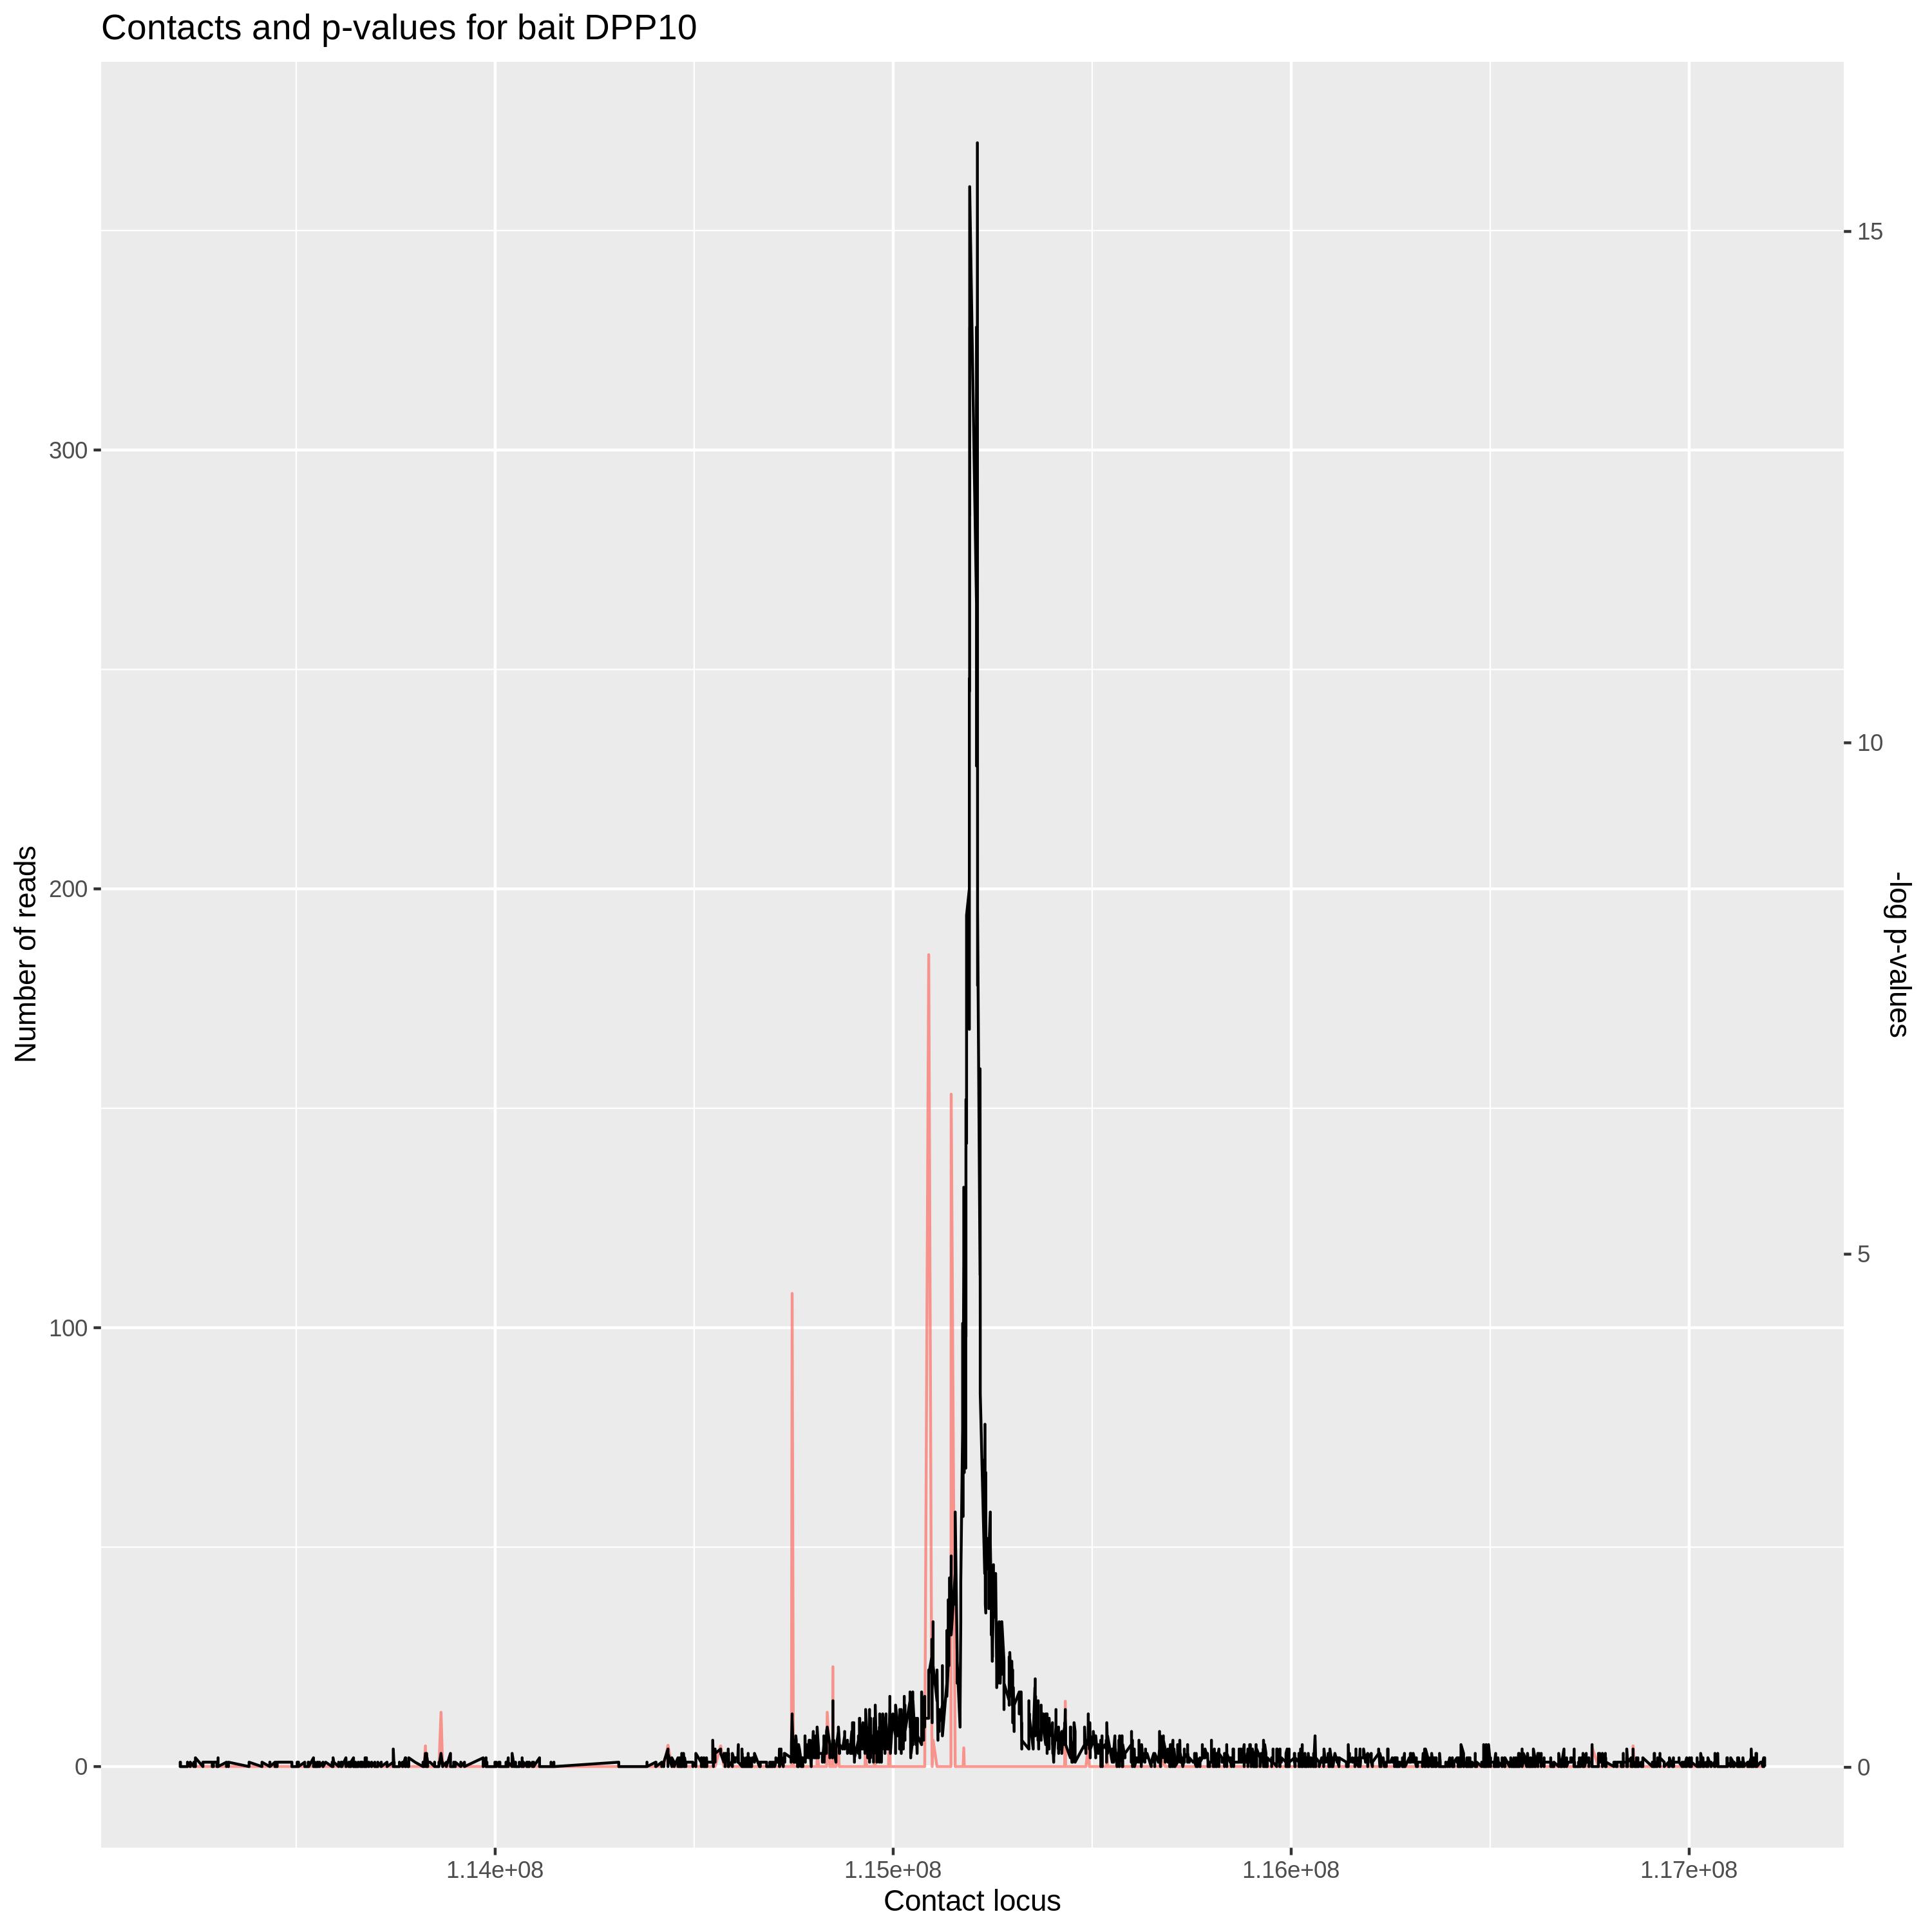 Contacts and p-values for bait DPP10
Number of reads
300
200
100
0
15
10
5
0
-log p-values
1.14e+08
1.15e+08
1.16e+08
1.17e+08
Contact locus